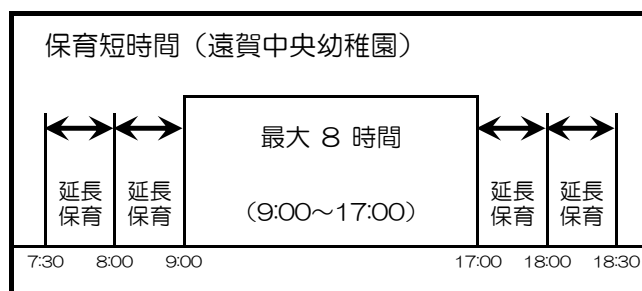 保育短時間(遠賀中央幼稚園)
最大 8 時間
延長
保育
延長
保育
(9:00~17:00)
延長
保育
延長
保育
7:30 8:00 9:00 17:00 18:00 18:30